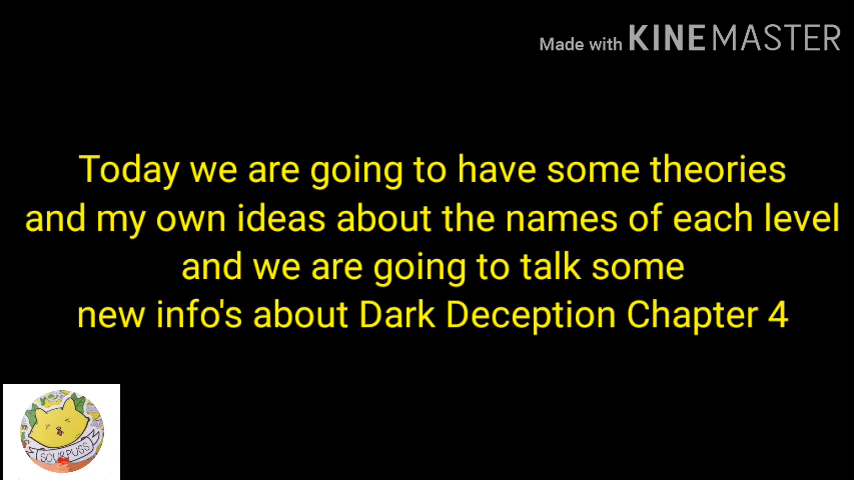 Made with KINEMASTER
Today we are going to have some theories
and my own ideas about the names of each level
and we are going to talk some
new info's about Dark Deception Chapter 4
SOURPUSS